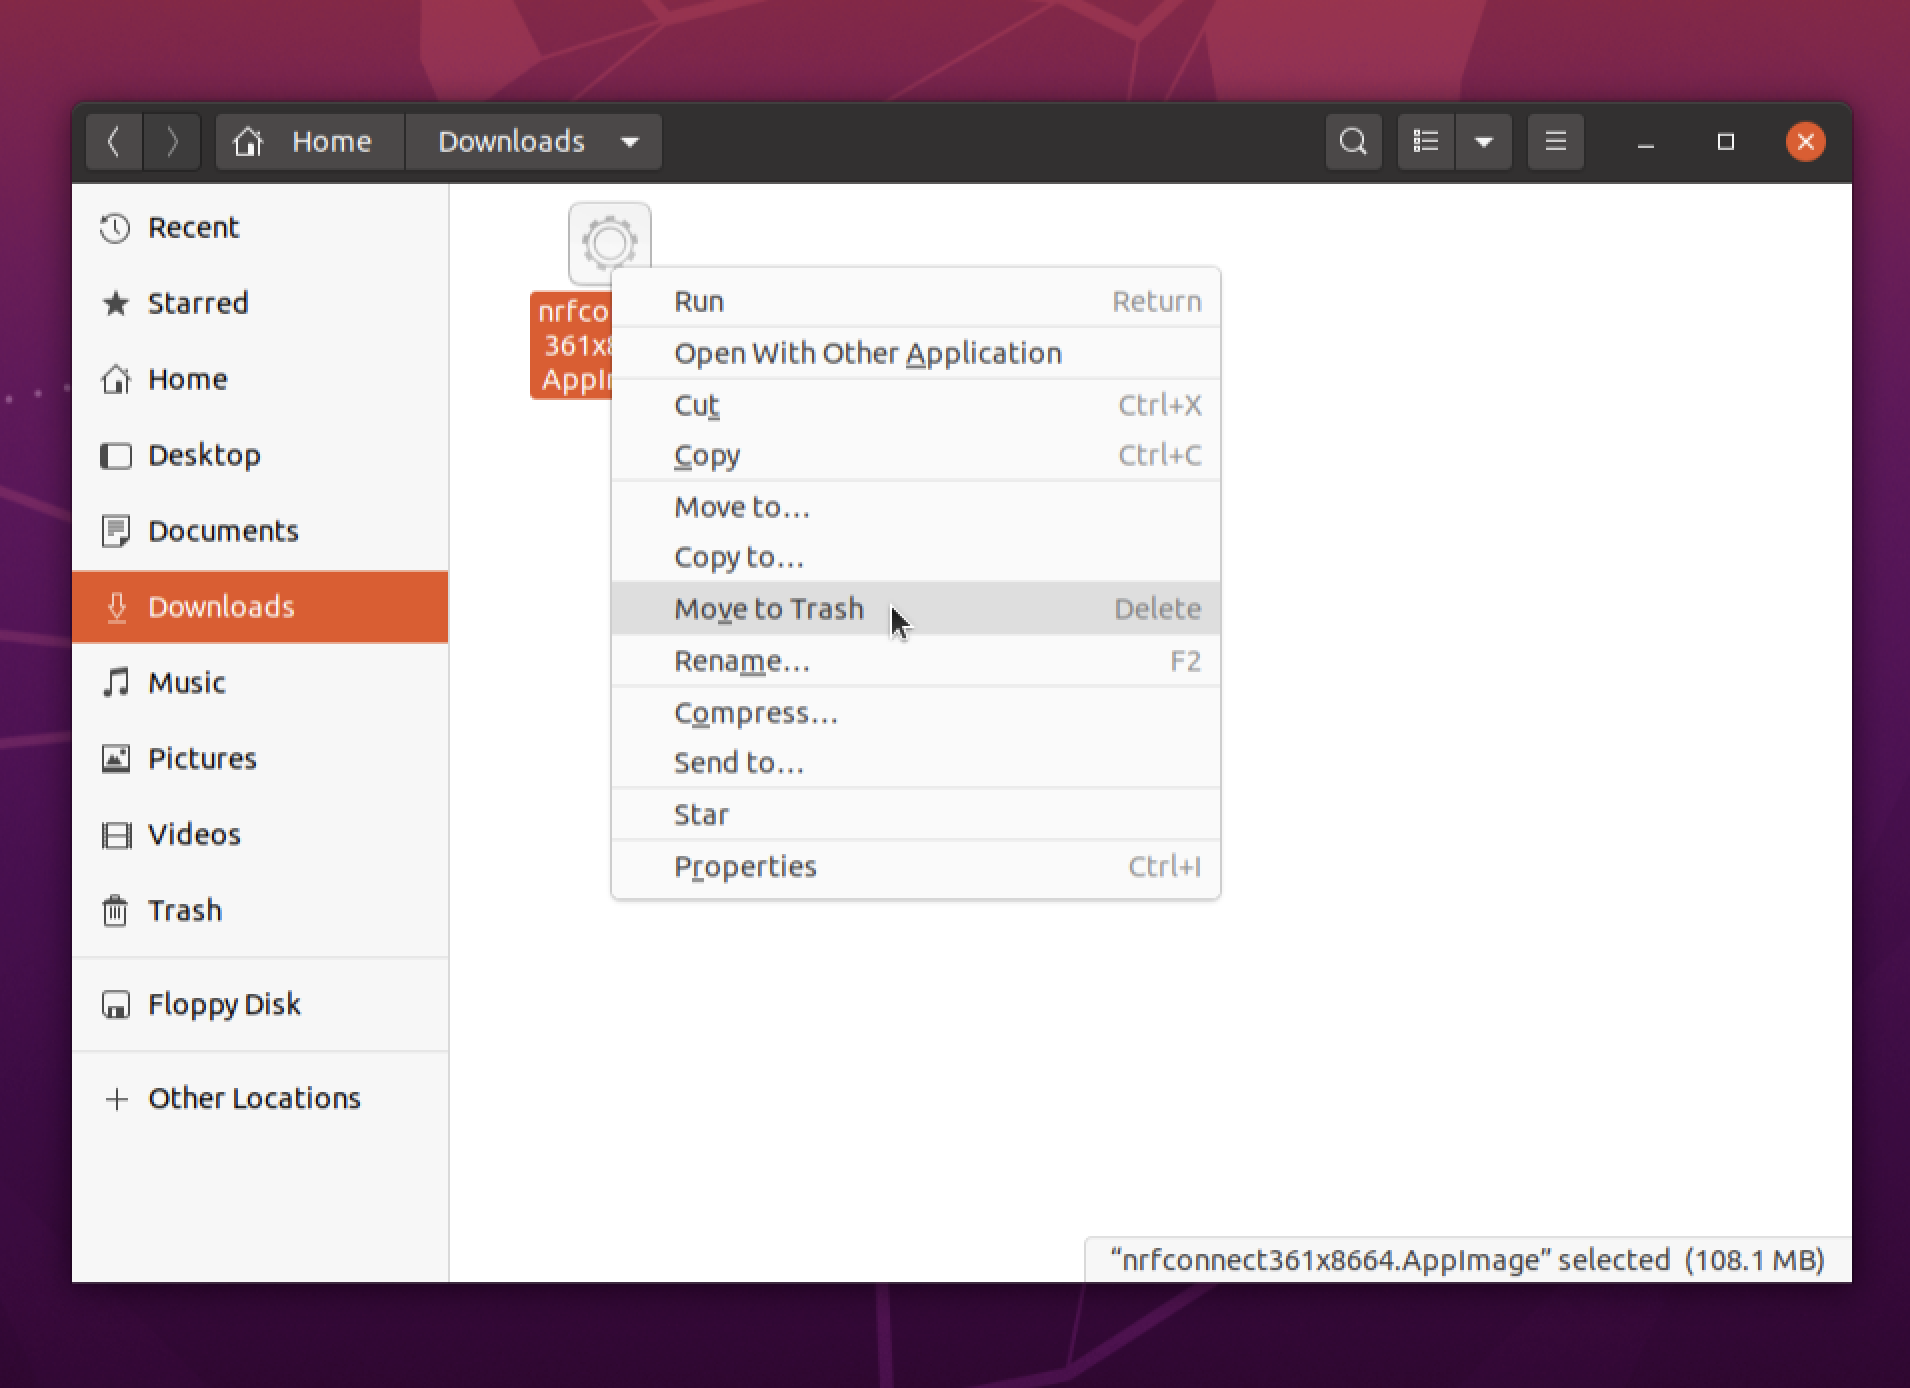 Home Downloads
Recent
Starred
Home
Desktop
Documents
Downloads
Music
Pictures
Videos
Trash
Floppy Disk
Other Locations
nrfco
361x8
AppI
Run Return
Open With Other Application
Cut Ctrl+X
Copy Ctrl+C
Move to…
Copy to…
Move to Trash Delete
Rename… F2
Compress…
Send to…
Star
Properties Ctrl+I
“nrfconnect361x8664.AppImage” selected (108.1 MB)